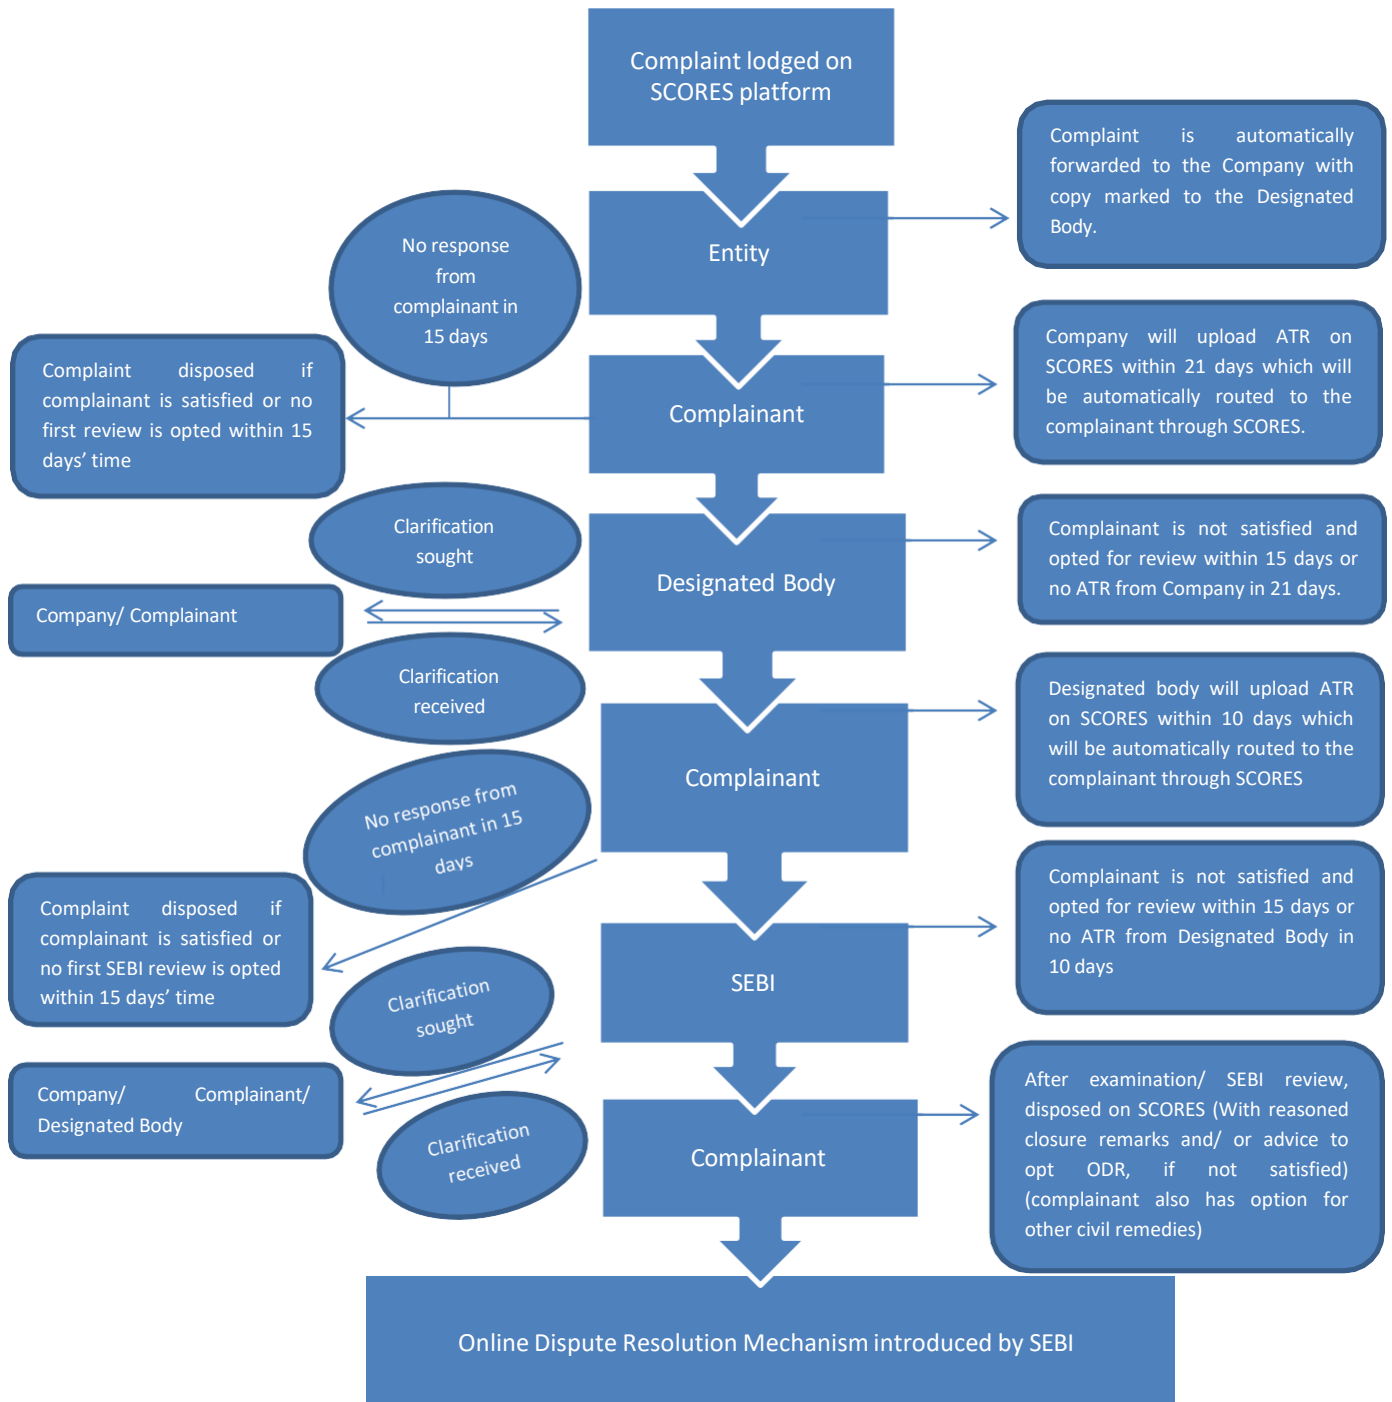 Complaint lodged on
SCORES platform
Complaint is automatically
forwarded to the Company with
copy marked to the Designated
Body.
Entity
No response
from
complainant in
15 days
Company will upload ATR on
SCORES within 21 days which will
be automatically routed to the
complainant through SCORES.
Complainant
Complaint disposed if
complainant is satisfied or no
first review is opted within 15
days’ time
Clarification
sought
Complainant is not satisfied and
opted for review within 15 days or
no ATR from Company in 21 days.
Designated Body
Company/ Complainant
Clarification
received
Designated body will upload ATR
on SCORES within 10 days which
will be automatically routed to the
complainant through SCORES
Complainant
No response from
complainant in 15
days
Complainant is not satisfied and
opted for review within 15 days or
no ATR from Designated Body in
10 days
Complaint disposed if
complainant is satisfied or
no first SEBI review is opted
within 15 days’ time
SEBI
Clarification
sought
Company/ Complainant/
Designated Body
Clarification
received
After examination/ SEBI review,
disposed on SCORES (With reasoned
closure remarks and/ or advice to
opt ODR, if not satisfied)
(complainant also has option for
other civil remedies)
Complainant
Online Dispute Resolution Mechanism introduced by SEBI